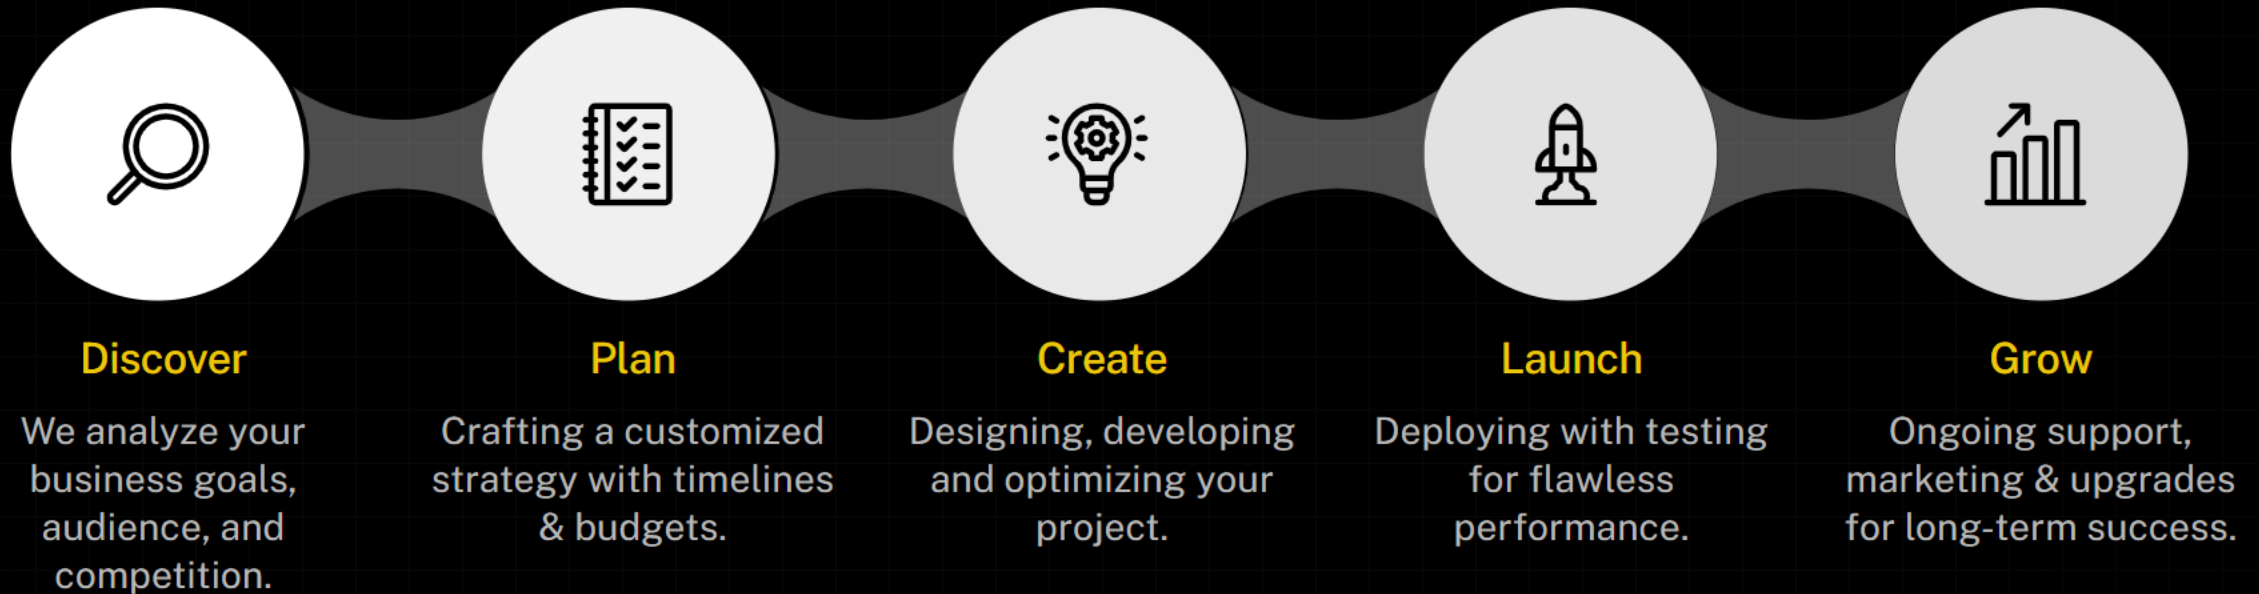 Discover
We analyze your
business goals,
audience, and
competition.
Plan
Crafting a customized
strategy with timelines
& budgets.
Create
Designing, developing
and optimizing your
project.
Launch
Deploying with testing
for flawless
performance.
Grow
Ongoing support,
marketing & upgrades
for long-term success.